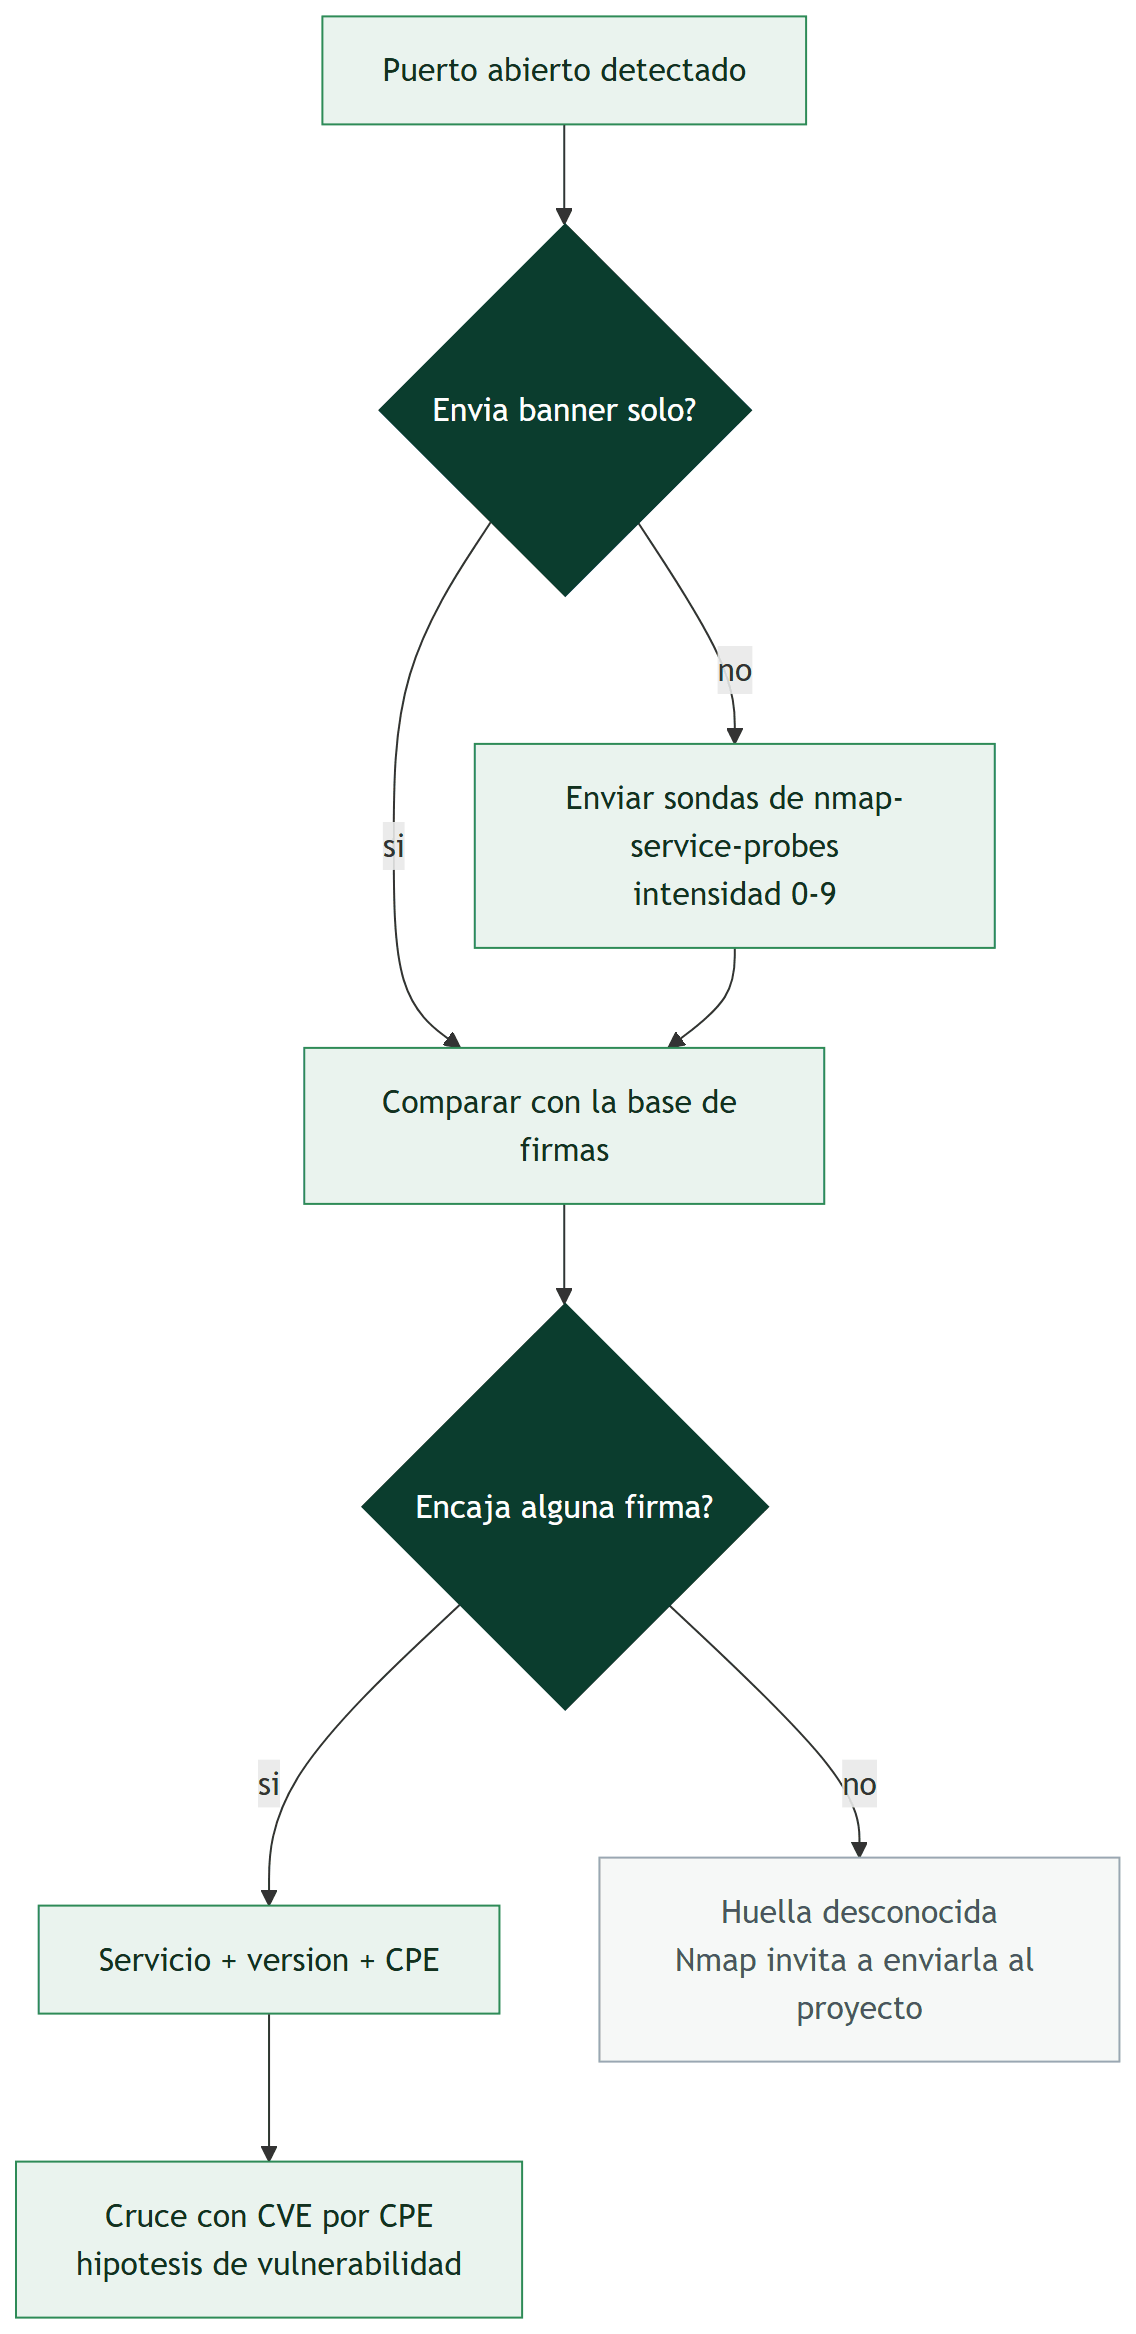 Puerto abierto detectado
Envia banner solo?
no
Enviar sondas de nmap-
service-probes
intensidad 0-9
si
Comparar con la base de
firmas
Encaja alguna firma?
si
no
Servicio + version + CPE
Huella desconocida
Nmap invita a enviarla al
proyecto
Cruce con CVE por CPE
hipotesis de vulnerabilidad